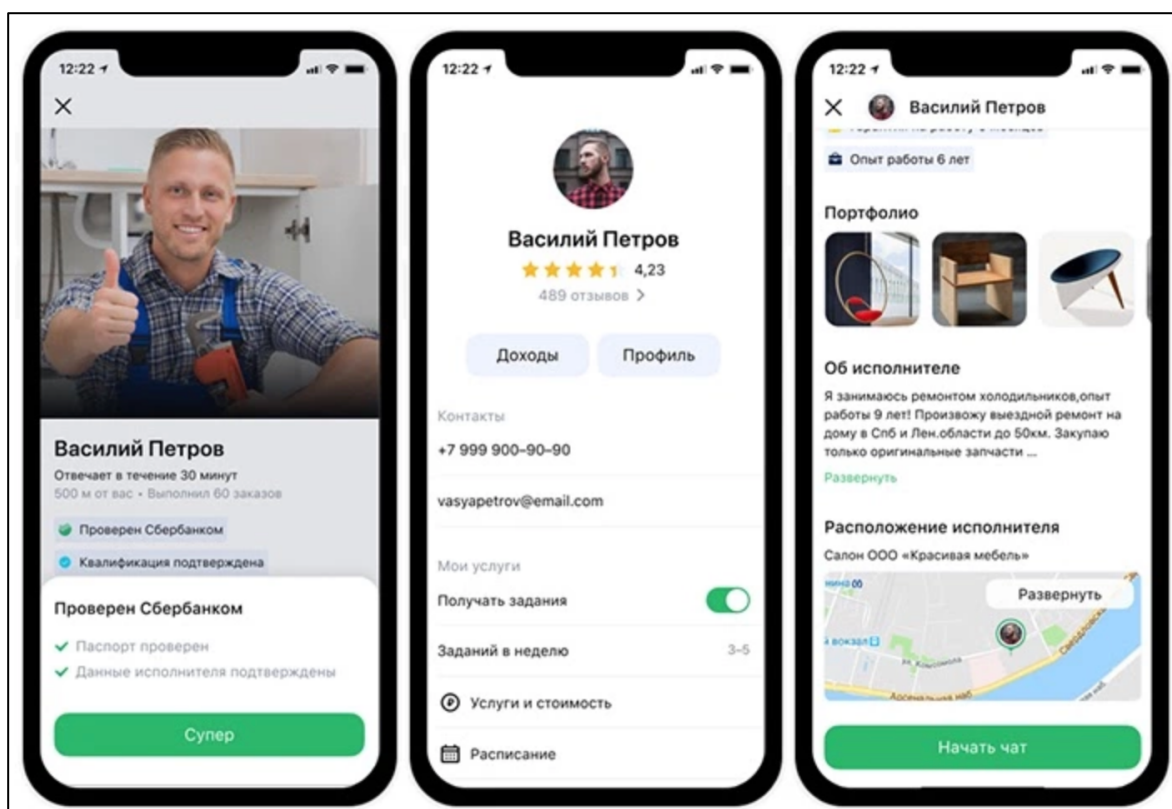 12:22
Василий Петров
Отвечает в течение 30 минут
500 м от вас • Выполнил 60 заказов
Проверен Сбербанком
Квалификация подтверждена
Проверен Сбербанком
Паспорт проверен
Данные исполнителя подтверждены
Супер
12:22
Василий Петров
4,23
489 отзывов
Доходы
Профиль
Контакты
+7 999 900-90-90
vasyapetrov@email.com
Мои услуги
Получать задания
Заданий в неделю
3-5
Услуги и стоимость
Расписание
12:22
Василий Петров
Опыт работы 6 лет
Портфолио
Об исполнителе
Я занимаюсь ремонтом холодильников,опыт
работы 9 лет! Произвожу выездной ремонт на
дому в Спб и Лен.области до 50км. Закупаю
только оригинальные запчасти ...
Развернуть
Расположение исполнителя
Салон ООО «Красивая мебель»
Развернуть
вокзал
ул. Комсомола
Арсенальная наб